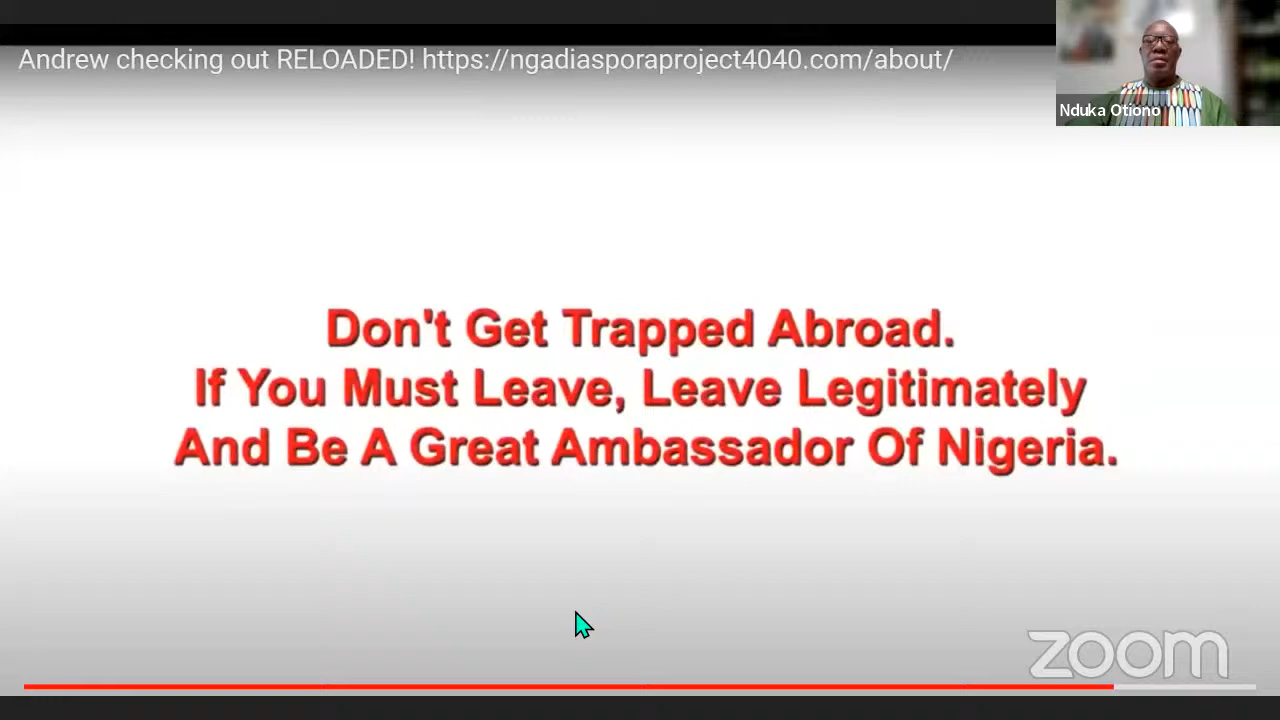 Andrew checking out RELOADED! https://ngadiasporaproject4040.com/about/
Nduka Otiono
Don't Get Trapped Abroad.
If You Must Leave, Leave Legitimately
And Be A Great Ambassador Of Nigeria.
zoom